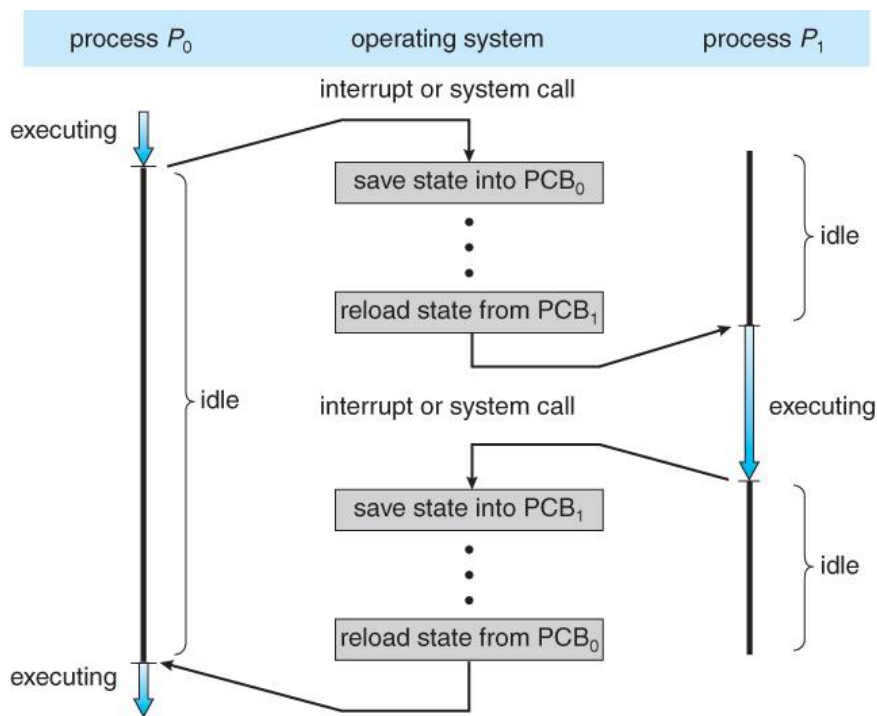 process P₀ operating system process P₁
interrupt or system call
executing
save state into PCB₀
idle
reload state from PCB₁
idle
interrupt or system call
executing
save state into PCB₁
idle
reload state from PCB₀
executing